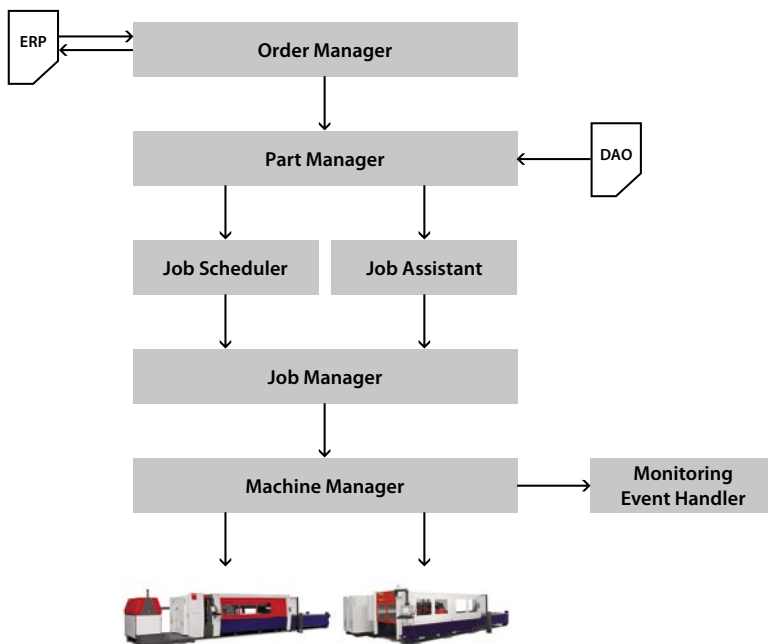 ERP
Order Manager
Part Manager
DAO
Job Scheduler
Job Assistant
Job Manager
Machine Manager
Monitoring
Event Handler